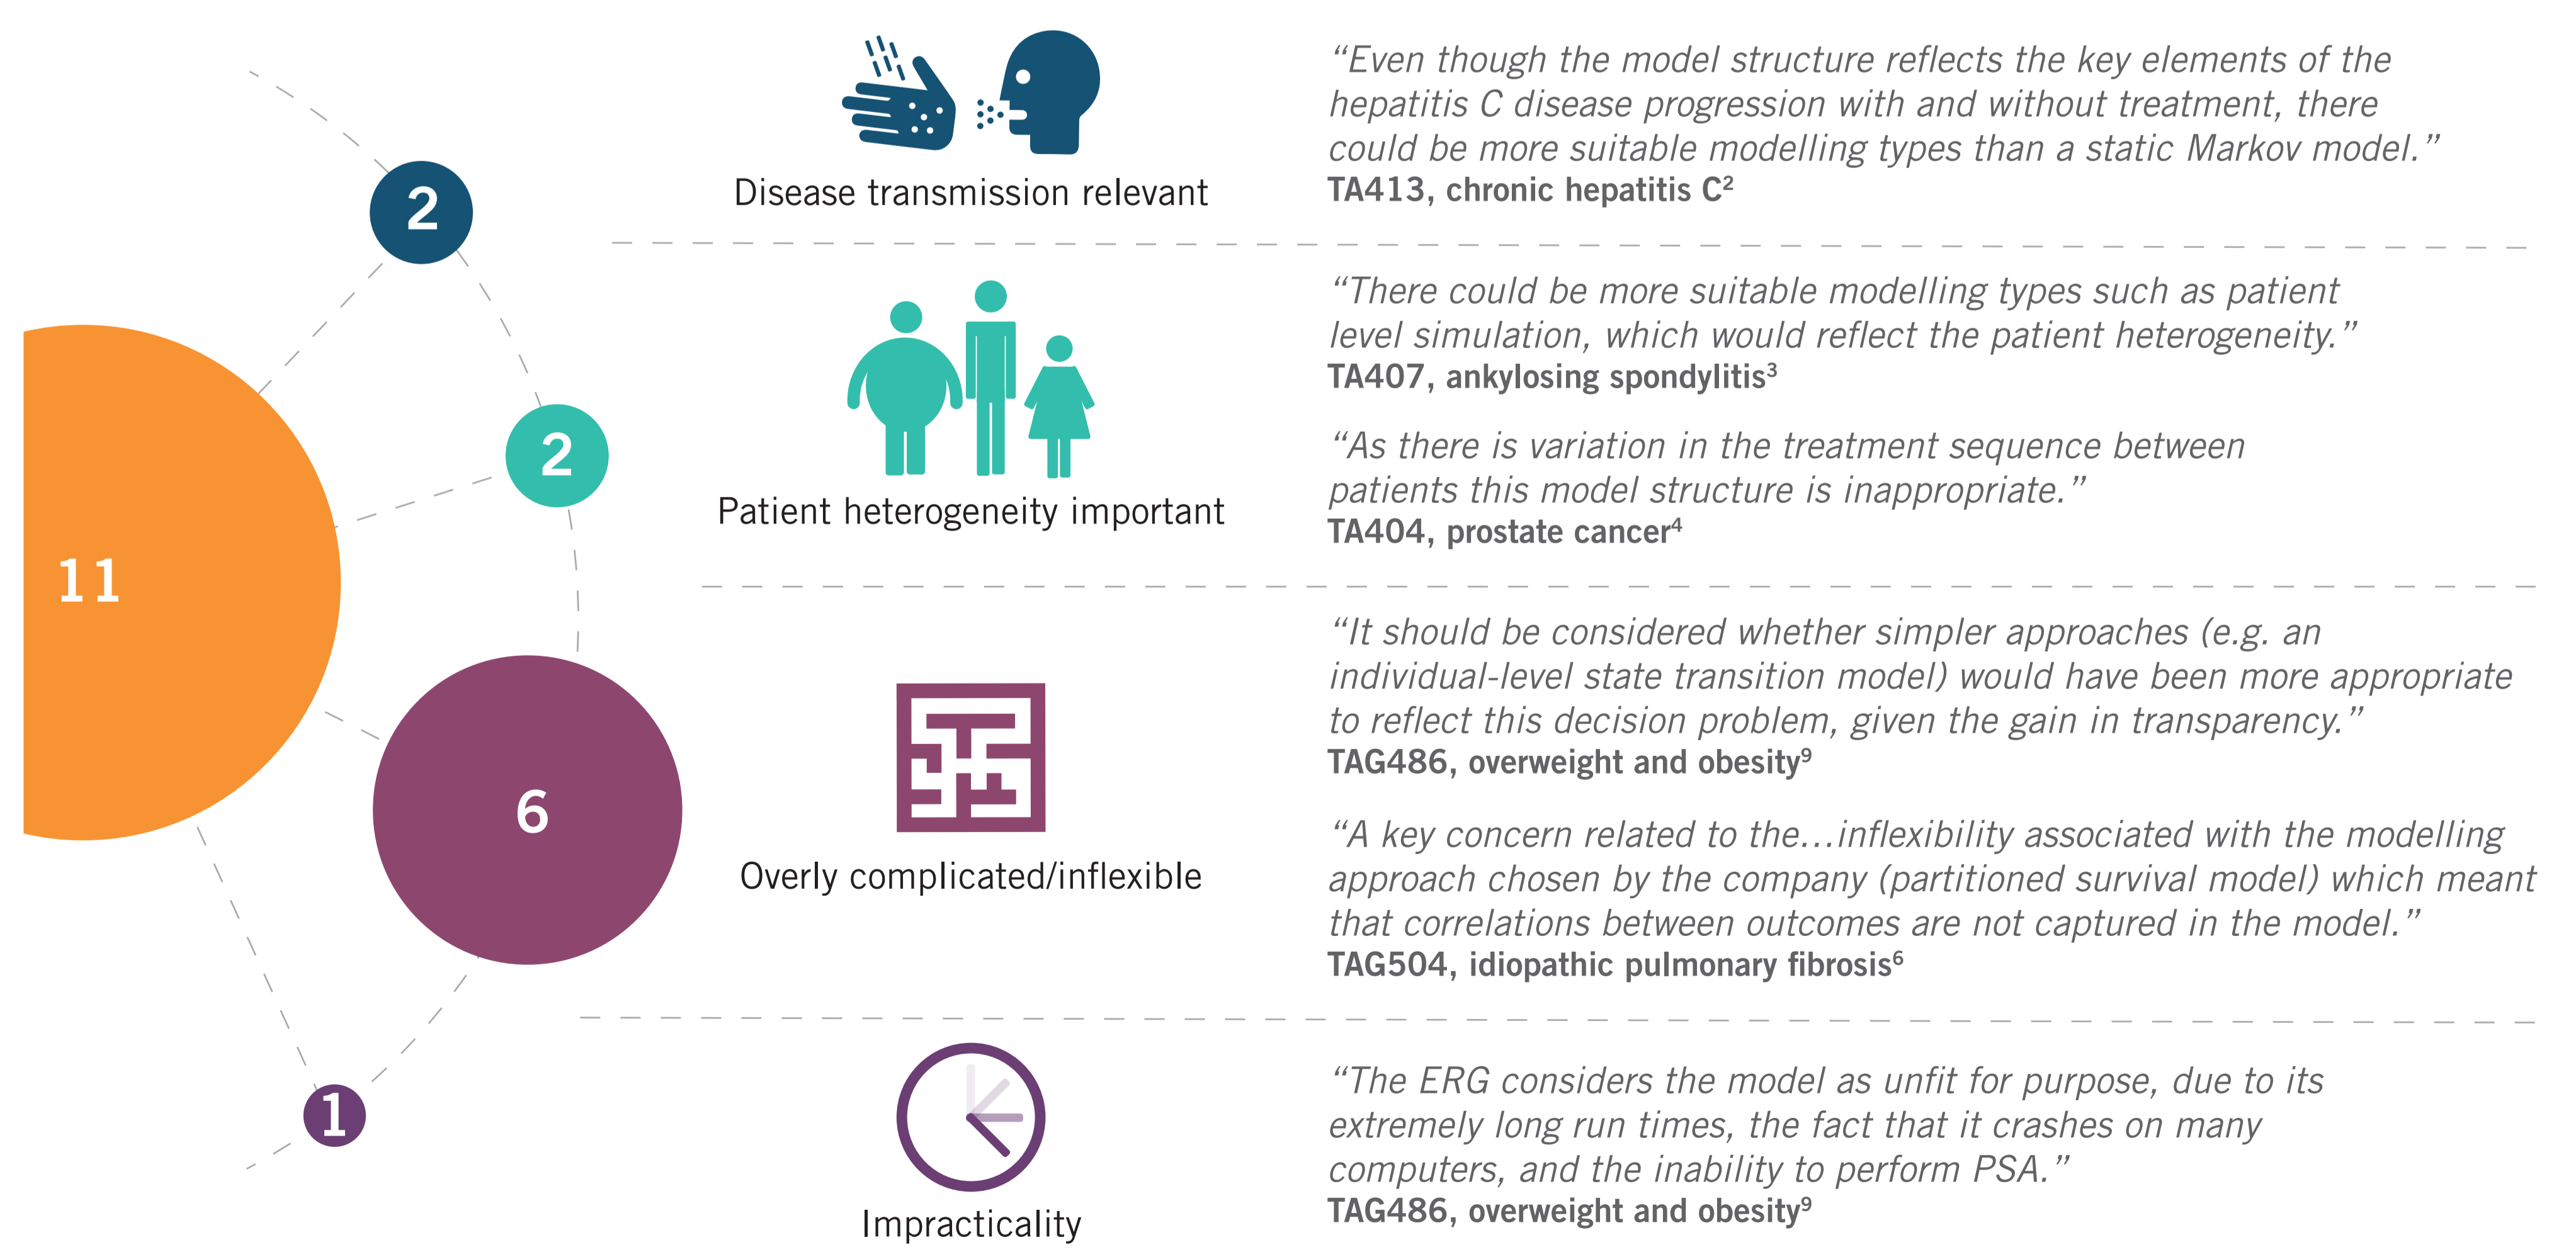 11
2
Disease transmission relevant
“Even though the model structure reflects the key elements of the
hepatitis C disease progression with and without treatment, there
could be more suitable modelling types than a static Markov model.”
TA413, chronic hepatitis C²
2
Patient heterogeneity important
“There could be more suitable modelling types such as patient
level simulation, which would reflect the patient heterogeneity.”
TA407, ankylosing spondylitis³
“As there is variation in the treatment sequence between
patients this model structure is inappropriate.”
TA404, prostate cancer⁴
6
Overly complicated/inflexible
“It should be considered whether simpler approaches (e.g. an
individual-level state transition model) would have been more appropriate
to reflect this decision problem, given the gain in transparency.”
TAG486, overweight and obesity⁹
“A key concern related to the…inflexibility associated with the modelling
approach chosen by the company (partitioned survival model) which meant
that correlations between outcomes are not captured in the model.”
TAG504, idiopathic pulmonary fibrosis⁶
1
Impracticality
“The ERG considers the model as unfit for purpose, due to its
extremely long run times, the fact that it crashes on many
computers, and the inability to perform PSA.”
TAG486, overweight and obesity⁹